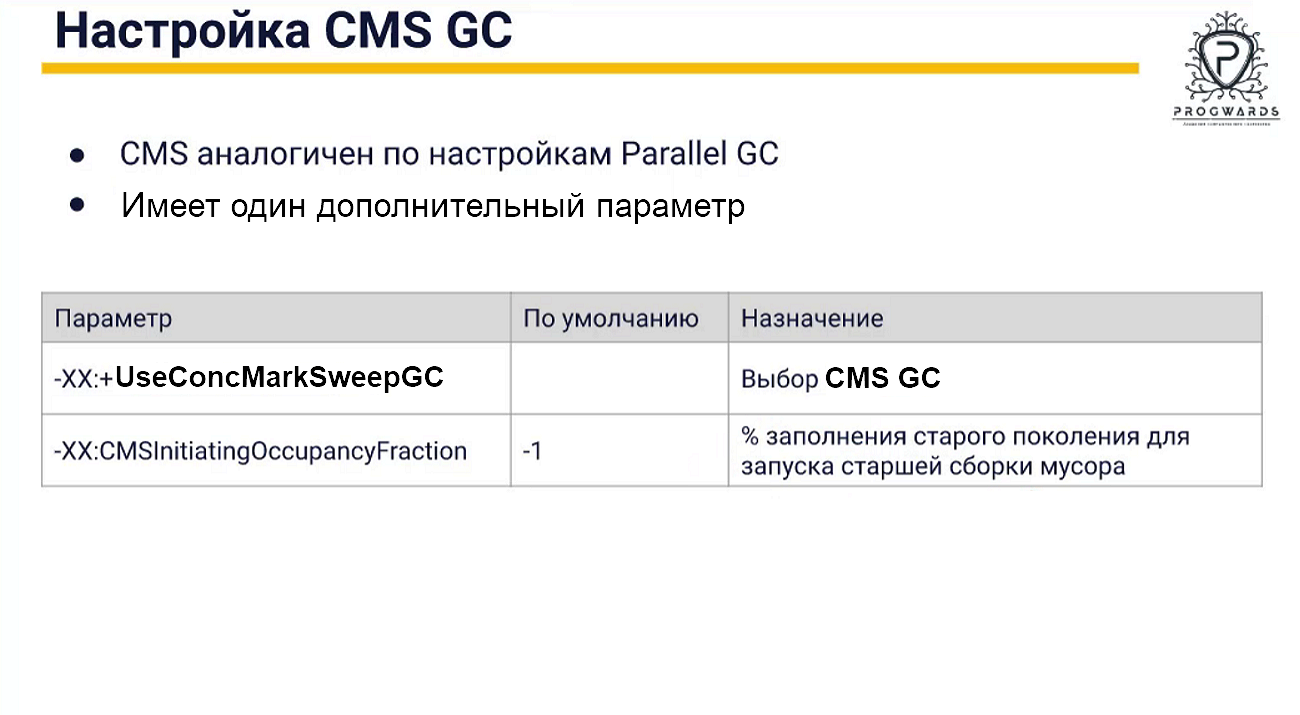 Настройка CMS GC
PROGWARDS
● CMS аналогичен по настройкам Parallel GC
● Имеет один дополнительный параметр
Параметр По умолчанию Назначение
-XX:+UseConcMarkSweepGC Выбор CMS GC
-XX:CMSInitiatingOccupancyFraction -1 % заполнения старого поколения для
запуска старшей сборки мусора